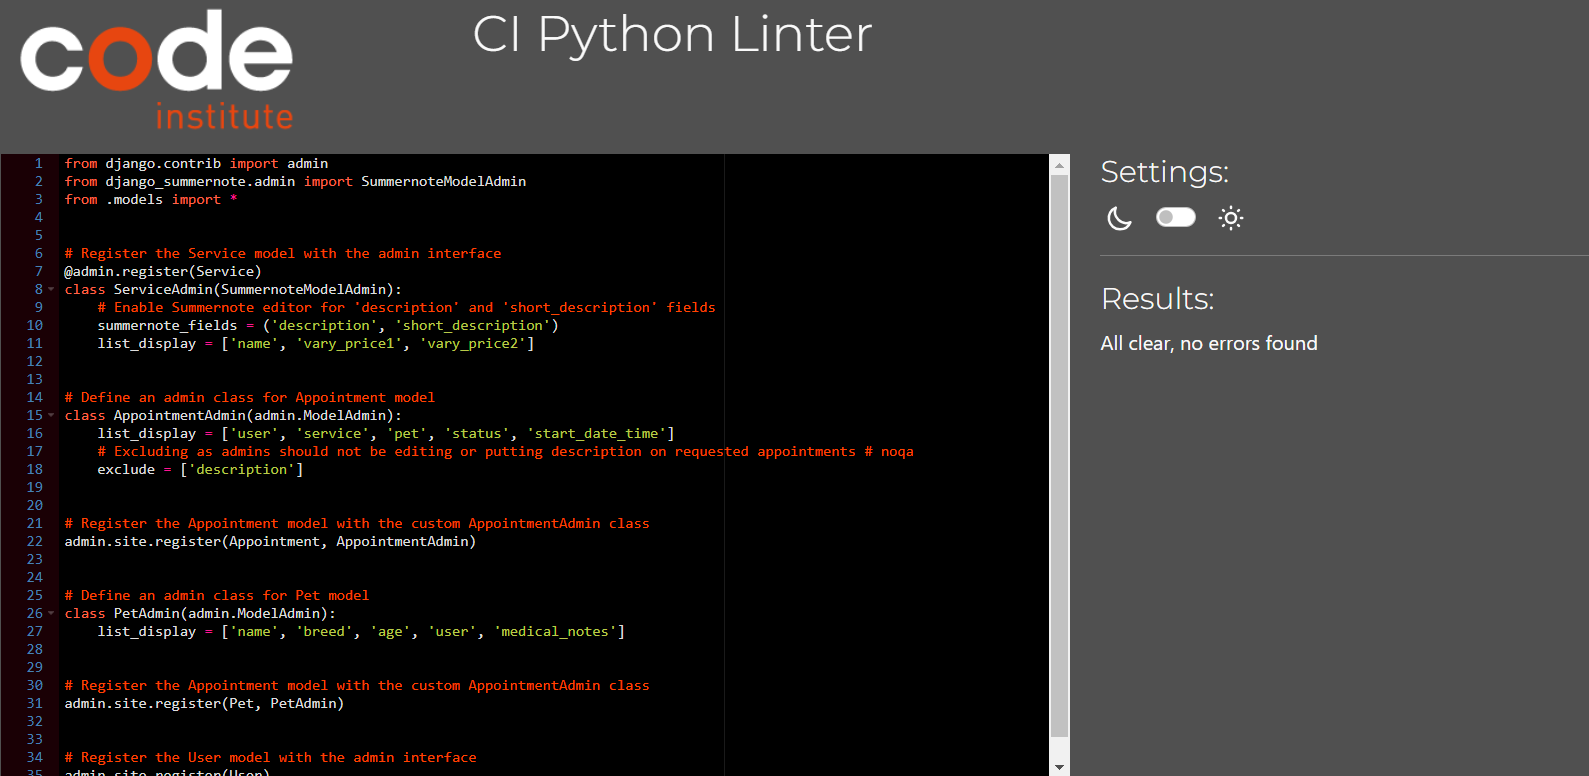 code
institute
CI Python Linter
1 from django.contrib import admin
2 from django_summernote.admin import SummernoteModelAdmin
3 from .models import *
4
5
6 # Register the Service model with the admin interface
7 @admin.register(Service)
8 class ServiceAdmin(SummernoteModelAdmin):
9     # Enable Summernote editor for 'description' and 'short_description' fields
10     summernote_fields = ('description', 'short_description')
11     list_display = ['name', 'vary_price1', 'vary_price2']
12
13
14 # Define an admin class for Appointment model
15 class AppointmentAdmin(admin.ModelAdmin):
16     list_display = ['user', 'service', 'pet', 'status', 'start_date_time']
17     # Excluding as admins should not be editing or putting description on requested appointments # noqa
18     exclude = ['description']
19
20
21 # Register the Appointment model with the custom AppointmentAdmin class
22 admin.site.register(Appointment, AppointmentAdmin)
23
24
25 # Define an admin class for Pet model
26 class PetAdmin(admin.ModelAdmin):
27     list_display = ['name', 'breed', 'age', 'user', 'medical_notes']
28
29
30 # Register the Appointment model with the custom AppointmentAdmin class
31 admin.site.register(Pet, PetAdmin)
32
33
34 # Register the User model with the admin interface
35 admin.site.register(User)
Settings:
Results:
All clear, no errors found